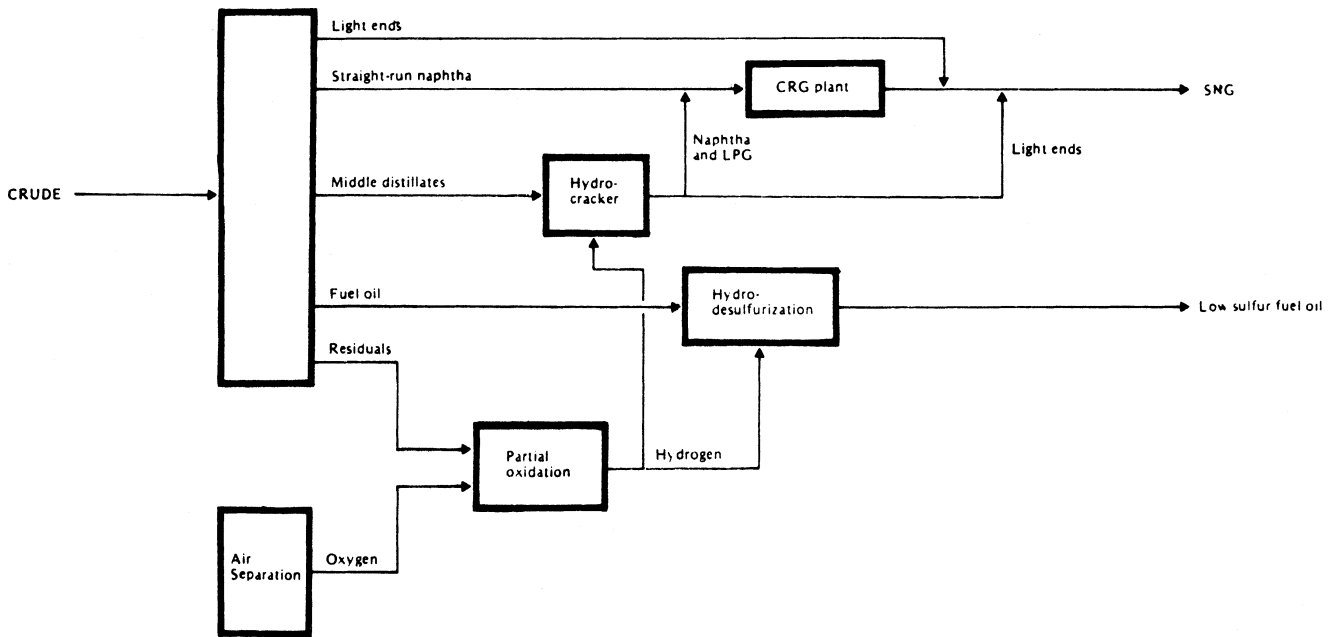 Light ends
Straight-run naphtha
CRG plant
SNG
Naphtha
and LPG
Light ends
CRUDE
Middle distillates
Hydro-
cracker
Fuel oil
Hydro-
desulfurization
Low sulfur fuel oil
Residuals
Partial
oxidation
Hydrogen
Air
Separation
Oxygen